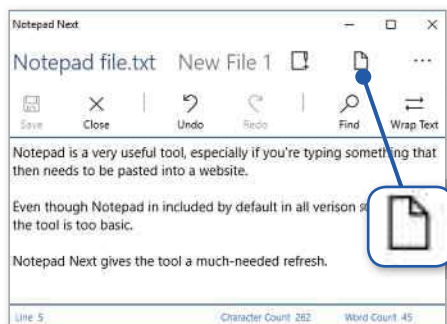 Notepad Next
Notepad file.txt New File 1
Save Close Undo Redo Find Wrap Text
Notepad is a very useful tool, especially if you're typing something that
then needs to be pasted into a website.
Even though Notepad in included by default in all verison
the tool is too basic.
Notepad Next gives the tool a much-needed refresh.
Line 5 Character Count 262 Word Count 45